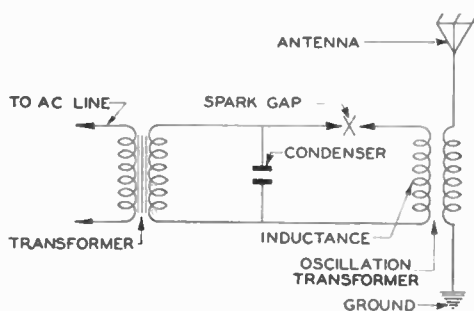 ANTENNA
TO AC LINE
SPARK GAP
CONDENSER
TRANSFORMER
INDUCTANCE
OSCILLATION
TRANSFORMER
GROUND